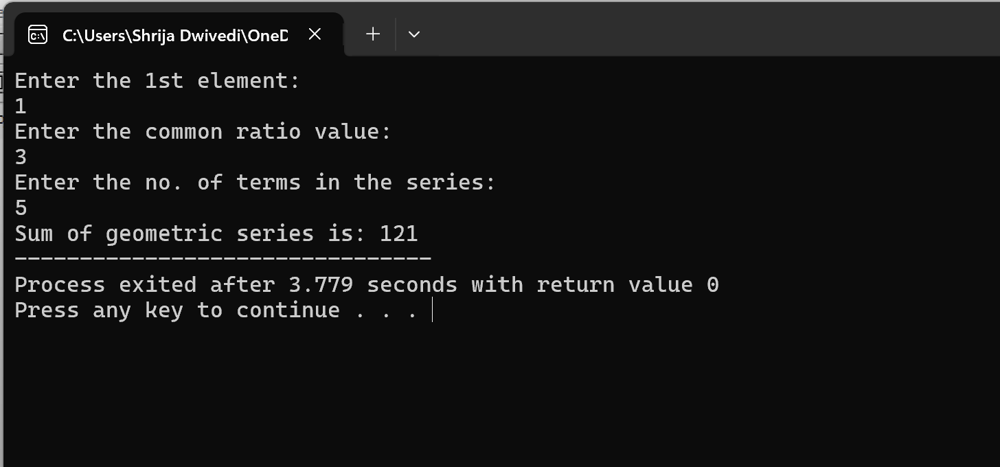 C:\Users\Shrija Dwivedi\OneD
Enter the 1st element:
1
Enter the common ratio value:
3
Enter the no. of terms in the series:
5
Sum of geometric series is: 121
--------------------------------
Process exited after 3.779 seconds with return value 0
Press any key to continue . . .